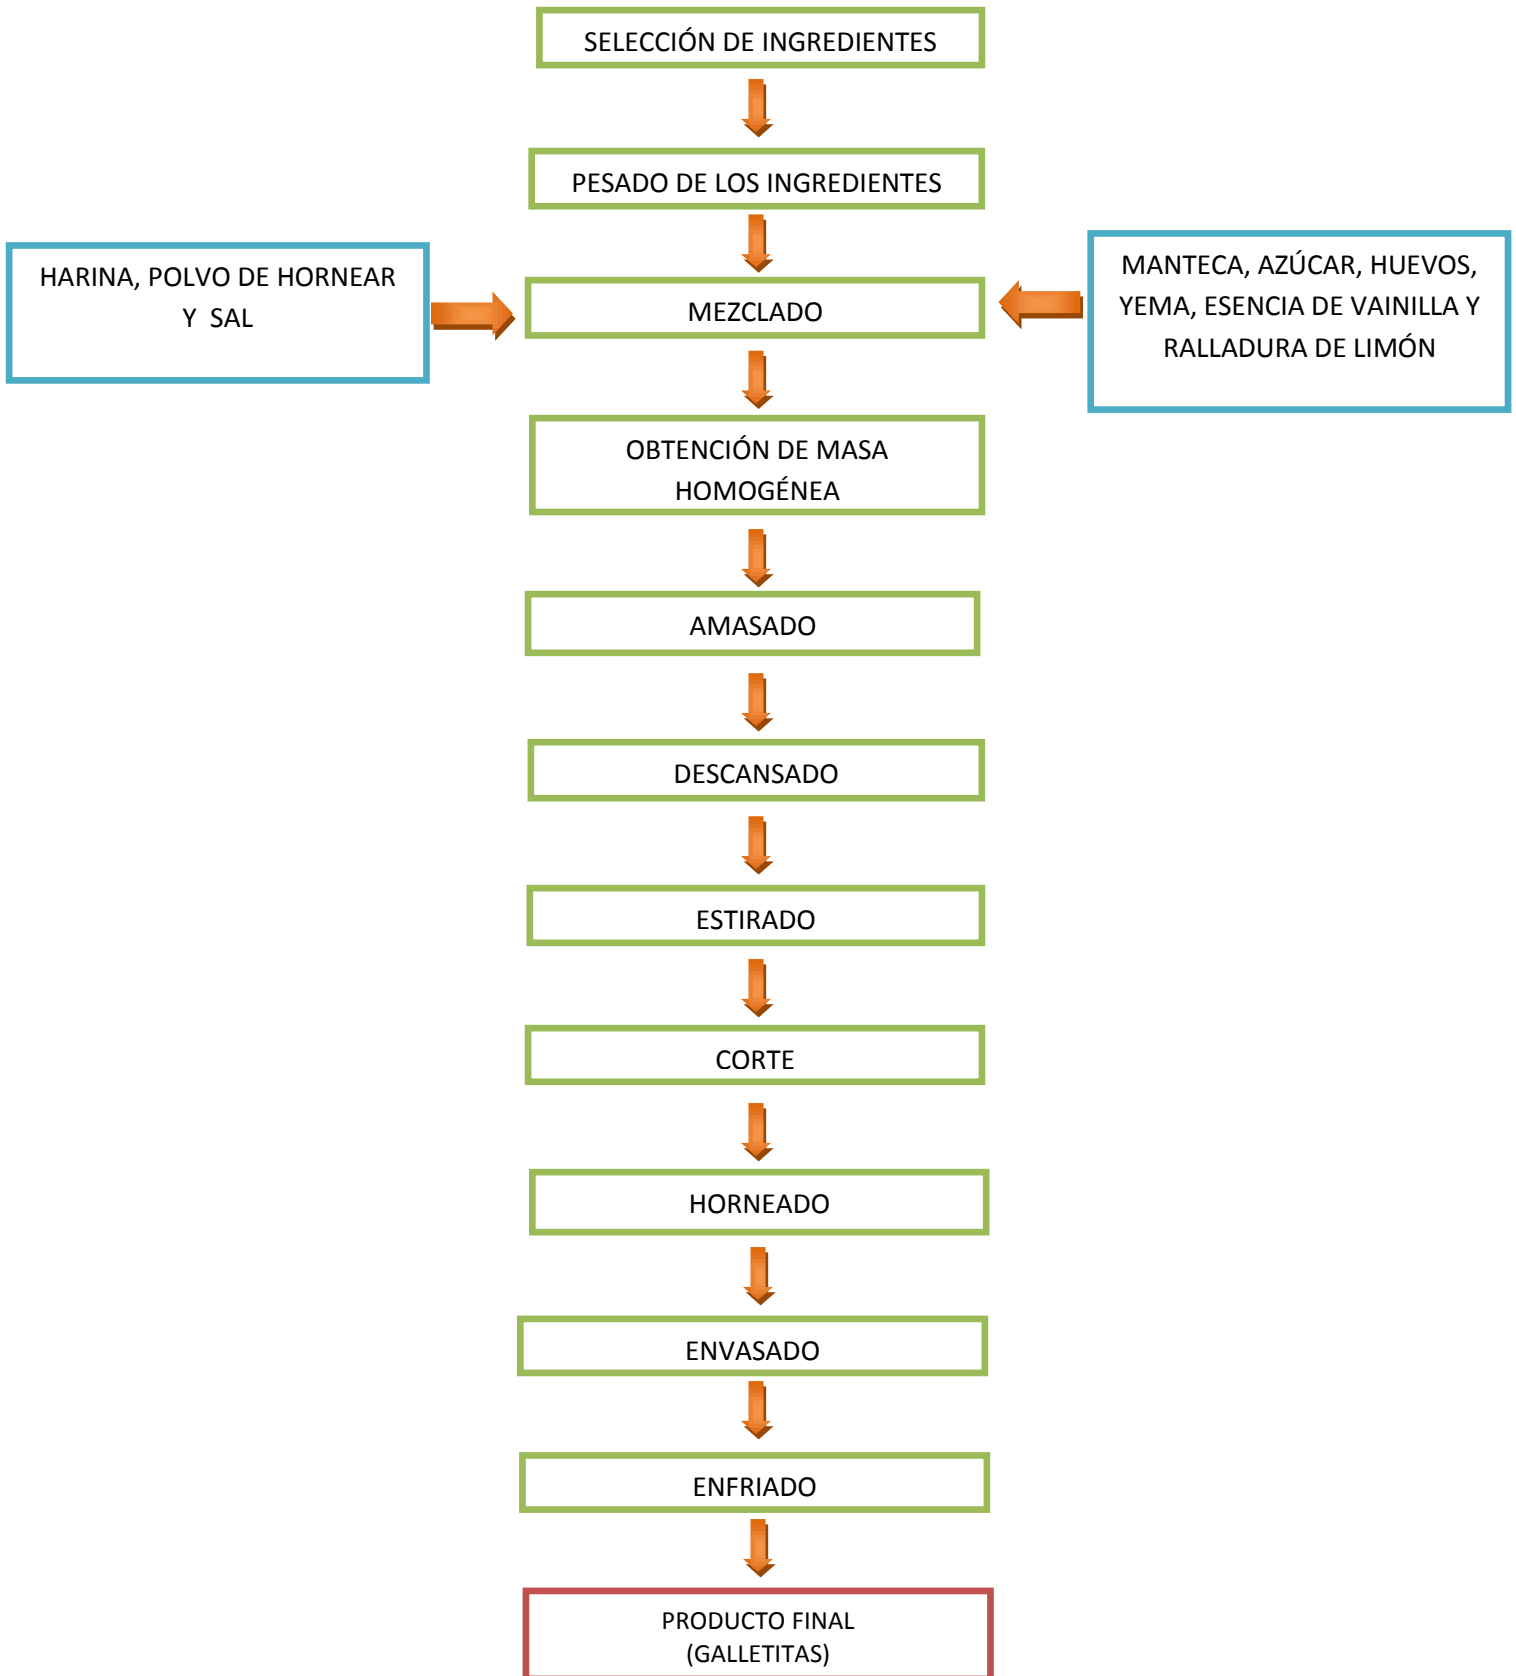 SELECCIÓN DE INGREDIENTES
PESADO DE LOS INGREDIENTES
HARINA, POLVO DE HORNEAR
Y SAL
MEZCLADO
MANTECA, AZÚCAR, HUEVOS,
YEMA, ESENCIA DE VAINILLA Y
RALLADURA DE LIMÓN
OBTENCIÓN DE MASA
HOMOGÉNEA
AMASADO
DESCANSADO
ESTIRADO
CORTE
HORNEADO
ENVASADO
ENFRIADO
PRODUCTO FINAL
(GALLETITAS)